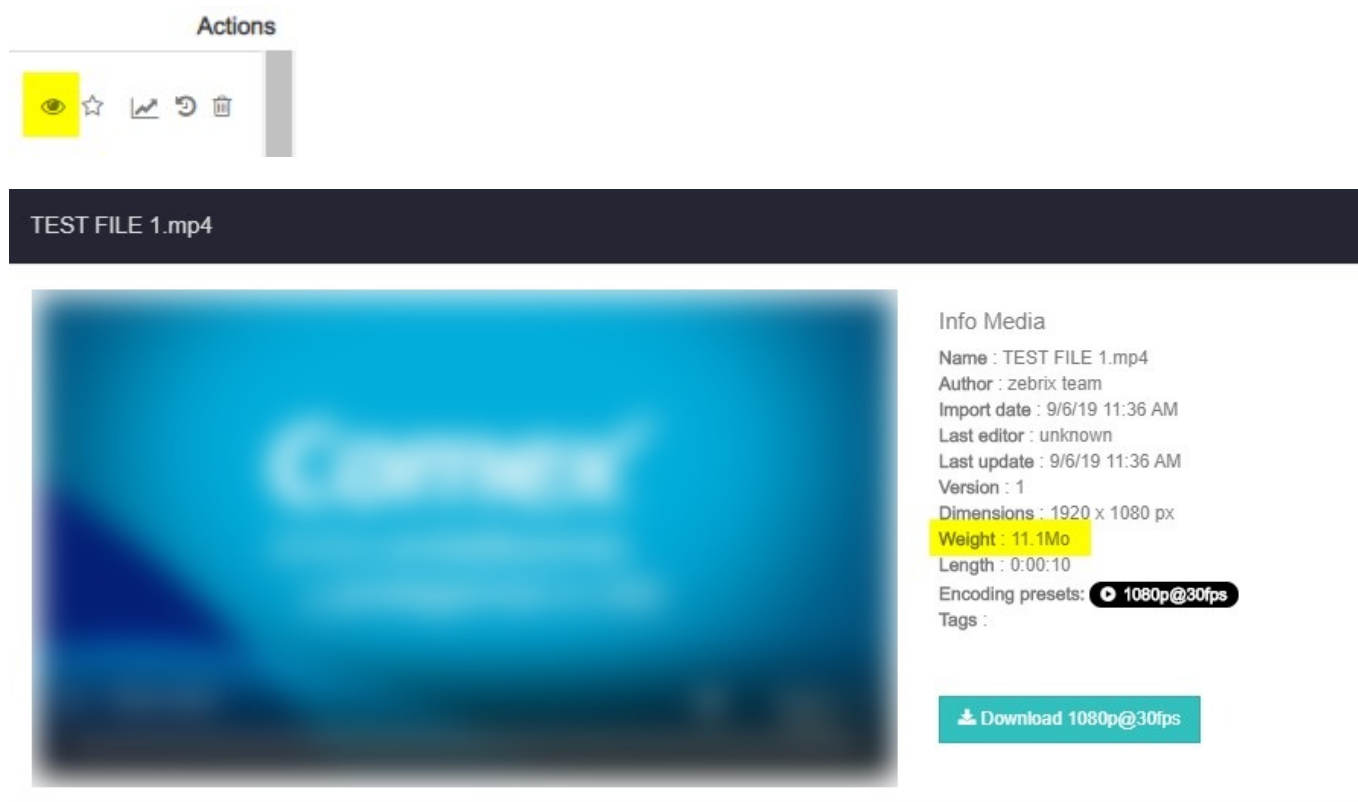 Actions
TEST FILE 1.mp4
Info Media
Name : TEST FILE 1.mp4
Author : zebrix team
Import date : 9/6/19 11:36 AM
Last editor : unknown
Last update : 9/6/19 11:36 AM
Version : 1
Dimensions : 1920 x 1080 px
Weight : 11.1Mo
Length : 0:00:10
Encoding presets: 1080p@30fps
Tags :
Download 1080p@30fps